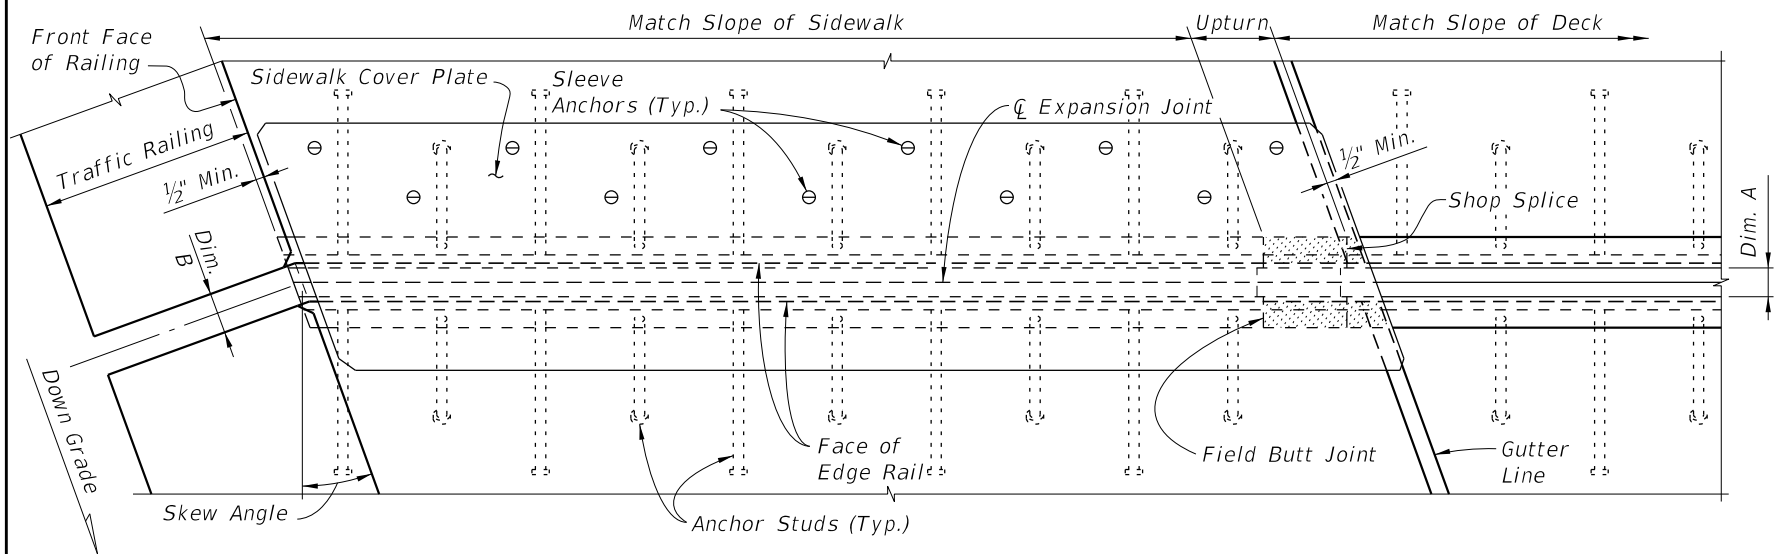 Match Slope of Sidewalk
Upturn
Match Slope of Deck
Front Face
of Railing
Sidewalk Cover Plate
Sleeve
Anchors (Typ.)
℄ Expansion Joint
Traffic Railing
½" Min.
½" Min.
Shop Splice
Dim. A
Dim.
B
Down Grade
Face of
Edge Rail
Field Butt Joint
Gutter
Line
Skew Angle
Anchor Studs (Typ.)